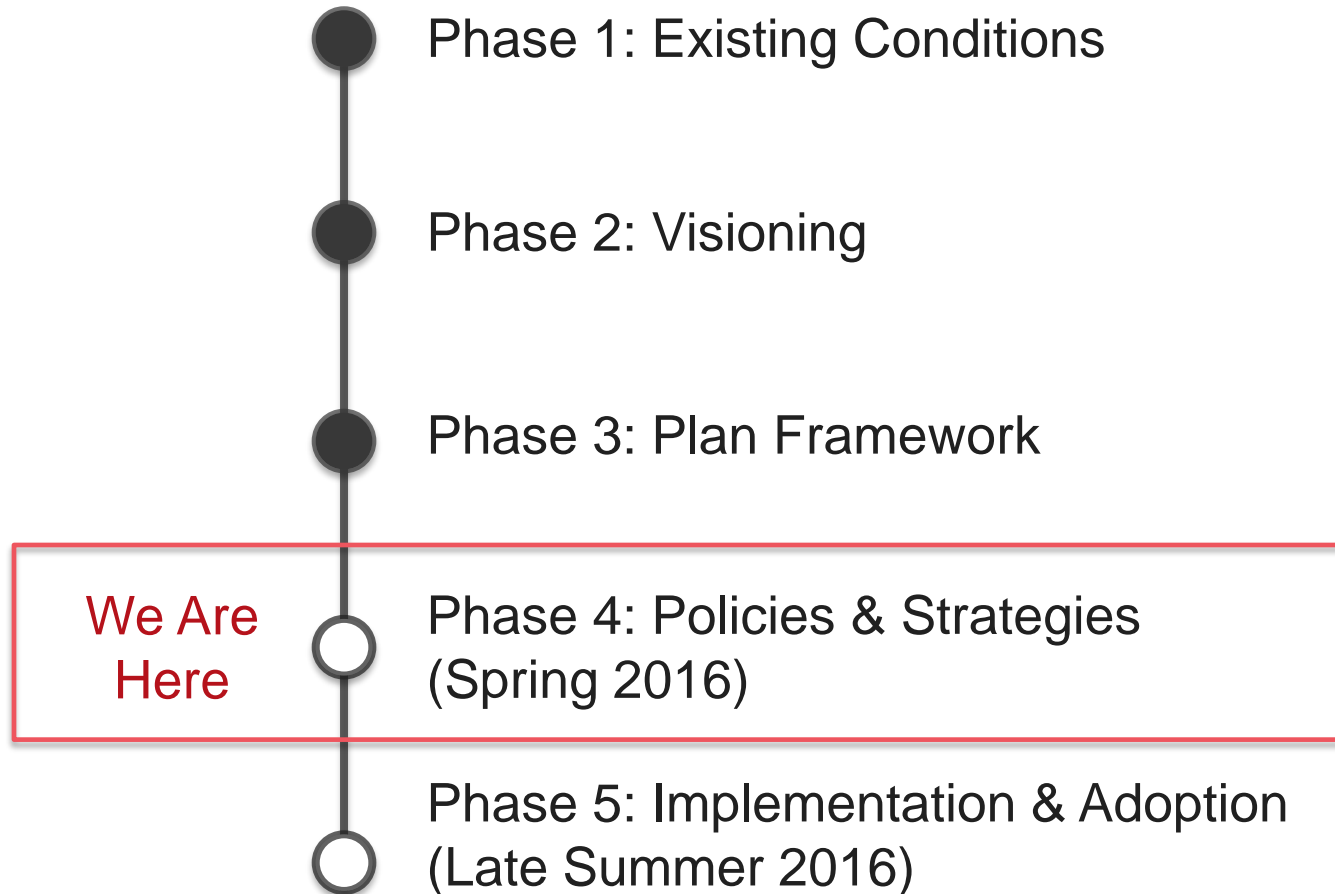 Phase 1: Existing Conditions
Phase 2: Visioning
Phase 3: Plan Framework
We Are
Here
Phase 4: Policies & Strategies
(Spring 2016)
Phase 5: Implementation & Adoption
(Late Summer 2016)